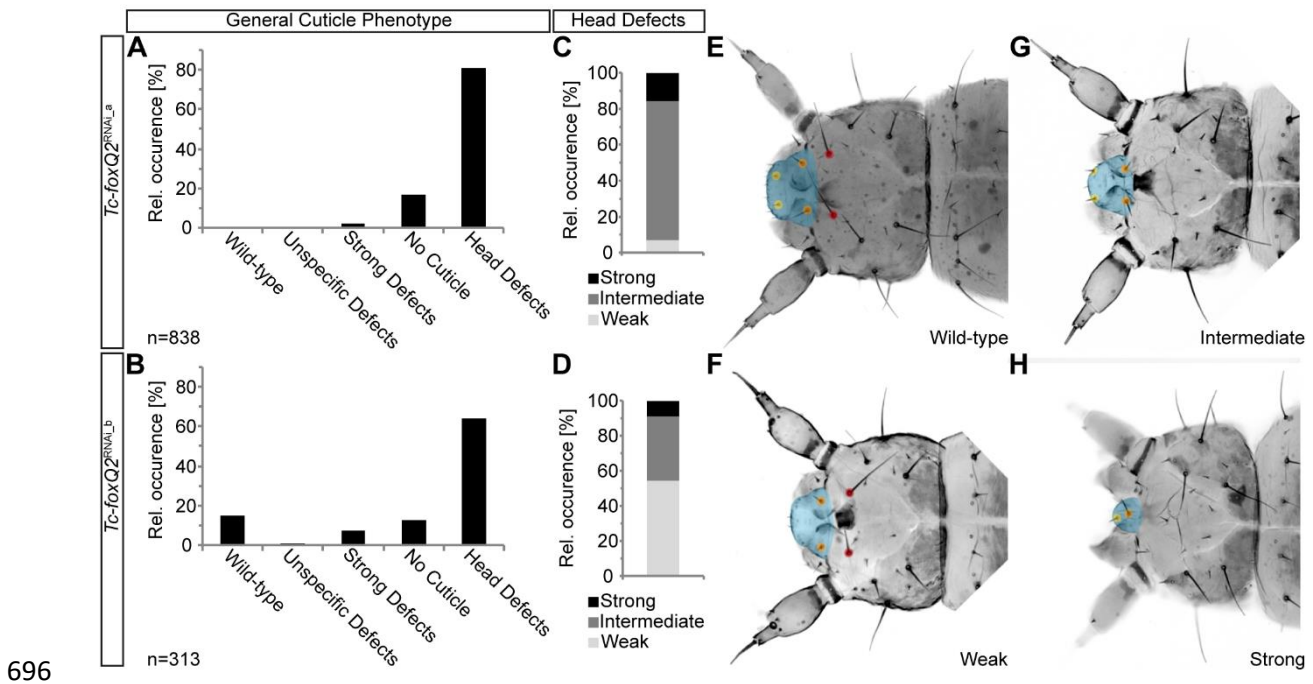 General Cuticle Phenotype
Head Defects
Tc-foxQ2RNAi_a
A
Rel. occurence [%]
80
60
40
20
0
Wild-type
Unspecific Defects
Strong Defects
No Cuticle
Head Defects
n=838
C
Rel. occurence [%]
100
80
60
40
20
0
Strong
Intermediate
Weak
E
Wild-type
G
Intermediate
Tc-foxQ2RNAi_b
B
Rel. occurence [%]
80
60
40
20
0
Wild-type
Unspecific Defects
Strong Defects
No Cuticle
Head Defects
n=313
D
Rel. occurence [%]
100
80
60
40
20
0
Strong
Intermediate
Weak
F
Weak
H
Strong
696